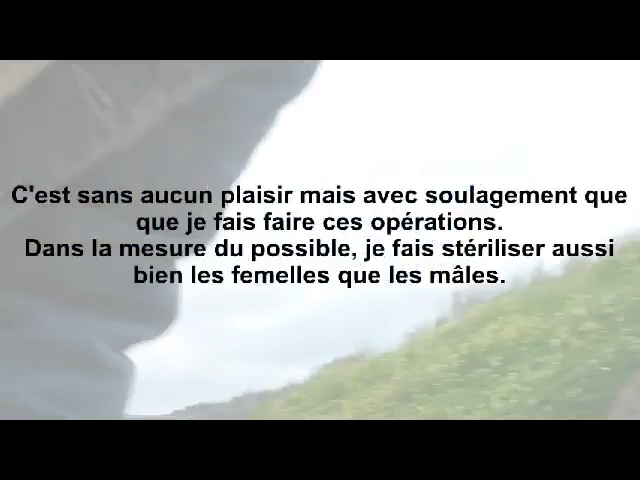 C'est sans aucun plaisir mais avec soulagement que
que je fais faire ces opérations.
Dans la mesure du possible, je fais stériliser aussi
bien les femelles que les mâles.